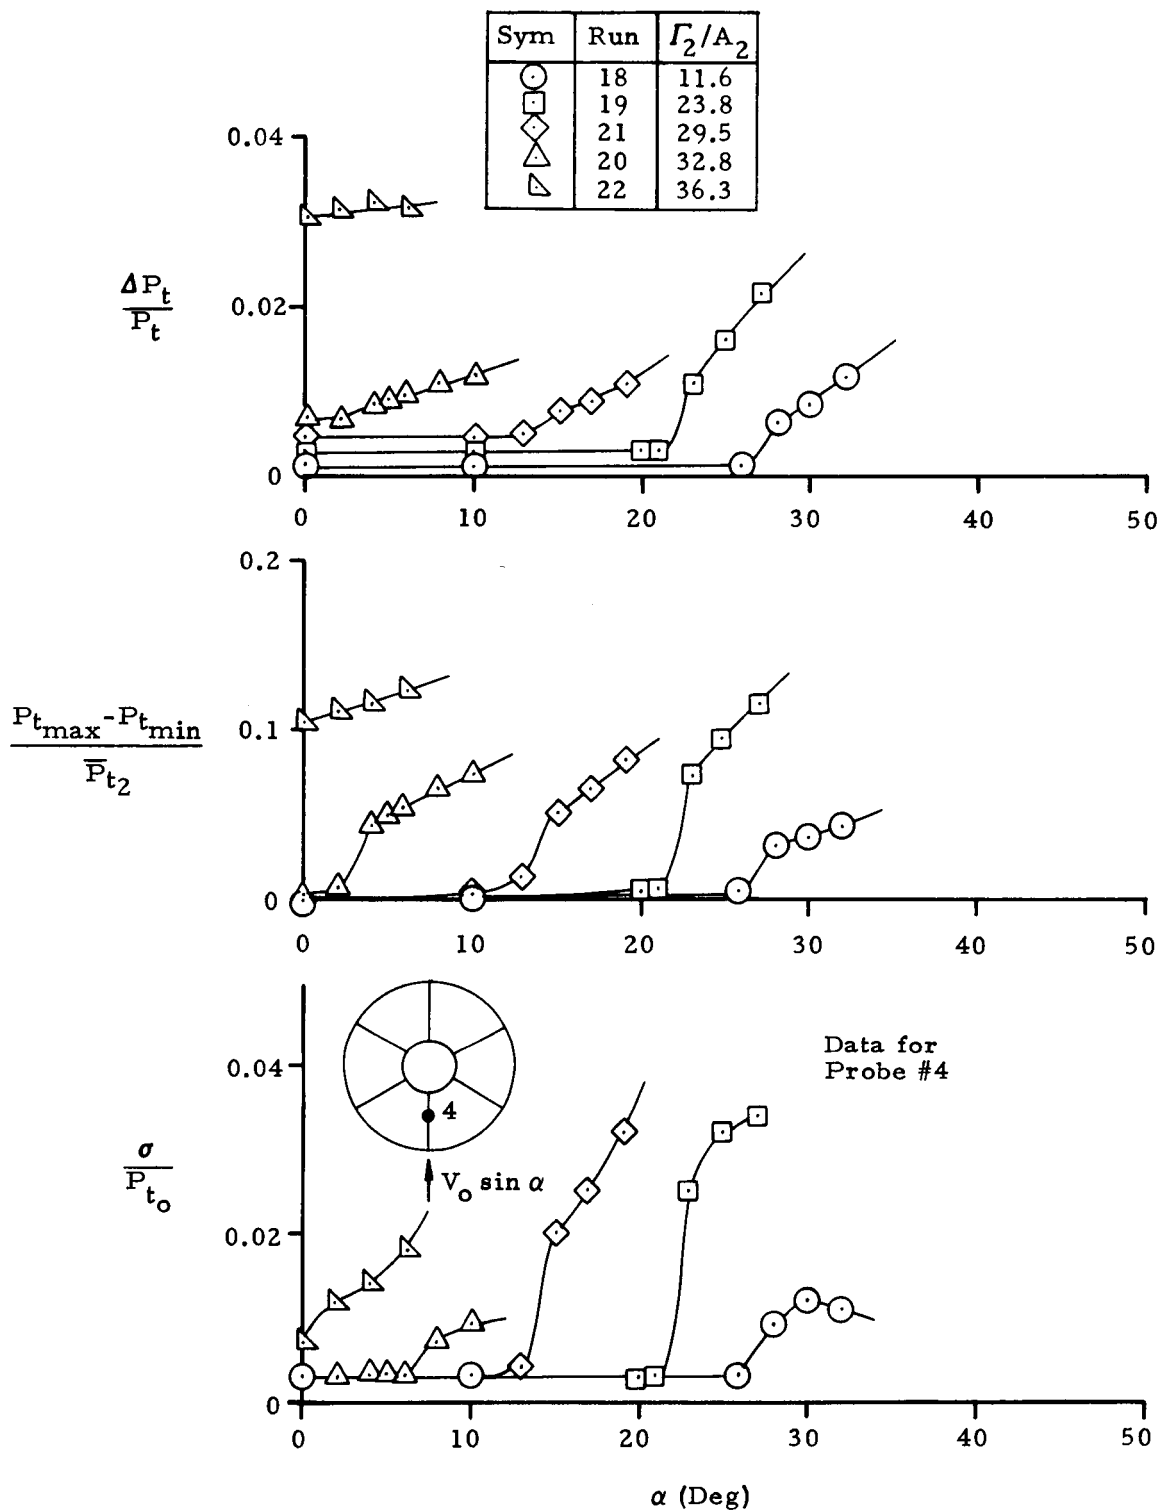 Sym Run Γ₂/A₂
18 11.6
19 23.8
21 29.5
20 32.8
22 36.3
0.04
ΔPₜ
Pₜ
0.02
0
0 10 20 30 40 50
0.2
Pₜmax-Pₜmin
P̅ₜ₂
0.1
0
0 10 20 30 40 50
0.04
4
Data for
Probe #4
σ
Pₜₒ
Vₒ sin α
0.02
0
0 10 20 30 40 50
α (Deg)